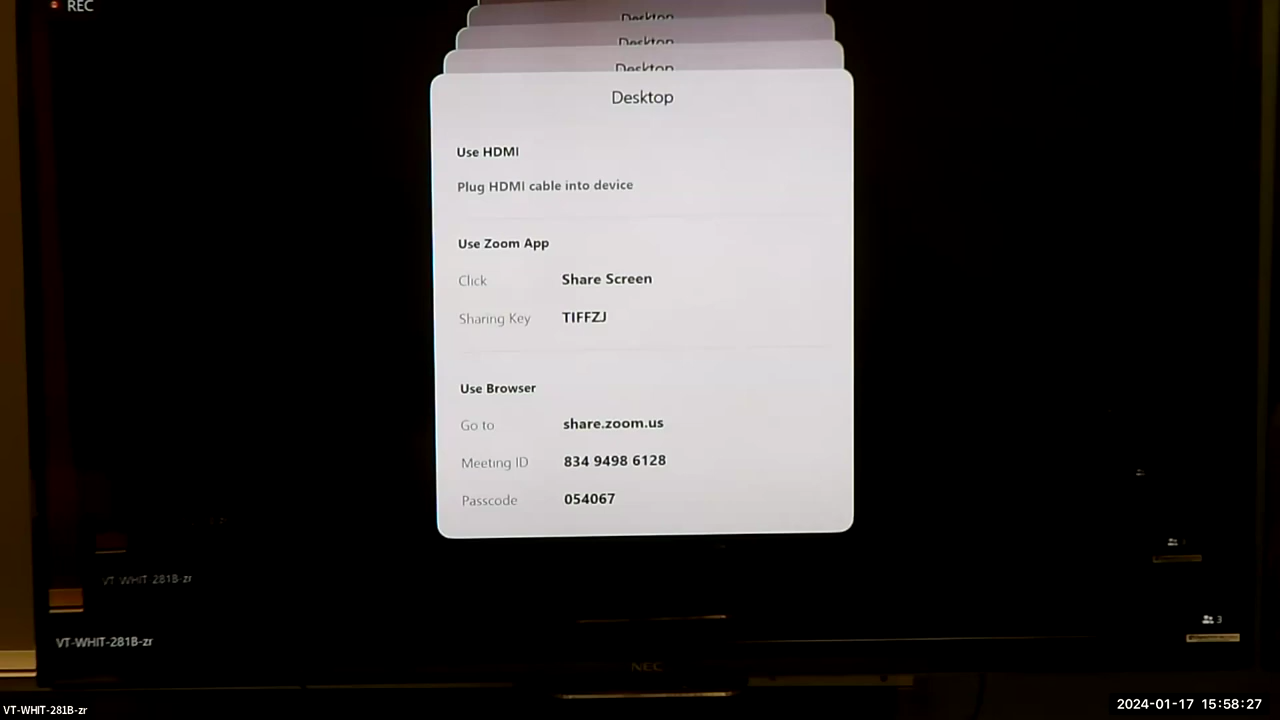 REC
Desktop
Desktop
Desktop
Desktop
Use HDMI
Plug HDMI cable into device
Use Zoom App
Click Share Screen
Sharing Key TIFFZJ
Use Browser
Go to share.zoom.us
Meeting ID 834 9498 6128
Passcode 054067
VT-WHIT-281B-zr
VT-WHIT-281B-zr
3
NEC
VT-WHIT-281B-zr
2024-01-17 15:58:27